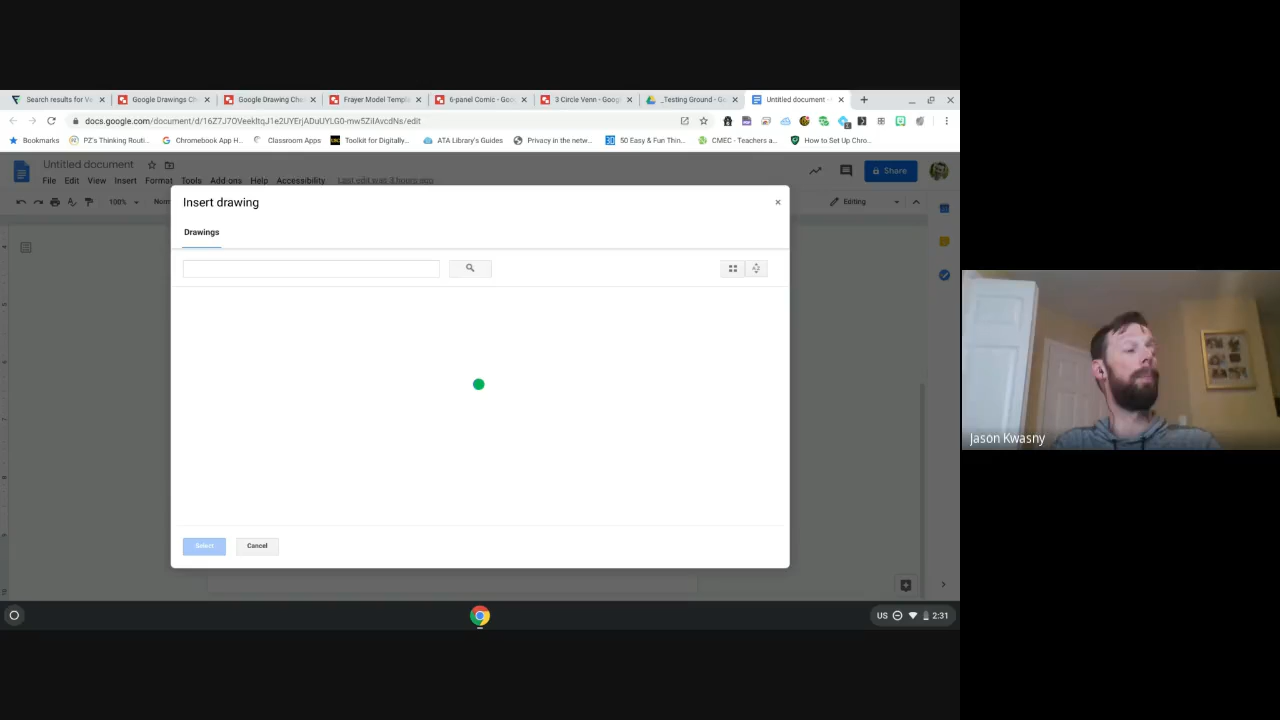 Search results for Ve
Google Drawings Ch
Google Drawing Cha
Frayer Model Templ
6-panel Comic - Goo
3 Circle Venn - Goog
_Testing Ground - G
Untitled document -
docs.google.com/document/d/16Z7J7OVeekItqJ1e2UYErjADuUYLG0-mw5ZiIAvcdNs/edit
Bookmarks
PZ's Thinking Routi...
Chromebook App H...
Classroom Apps
Toolkit for Digitally...
ATA Library's Guides
Privacy in the netw...
50 Easy & Fun Thin...
CMEC - Teachers a...
How to Set Up Chro...
Untitled document
File Edit View Insert Format Tools Add-ons Help Accessibility Last edit was 3 hours ago
Share
100% Norm
Editing
Insert drawing
Drawings
Select Cancel
Jason Kwasny
US 2:31